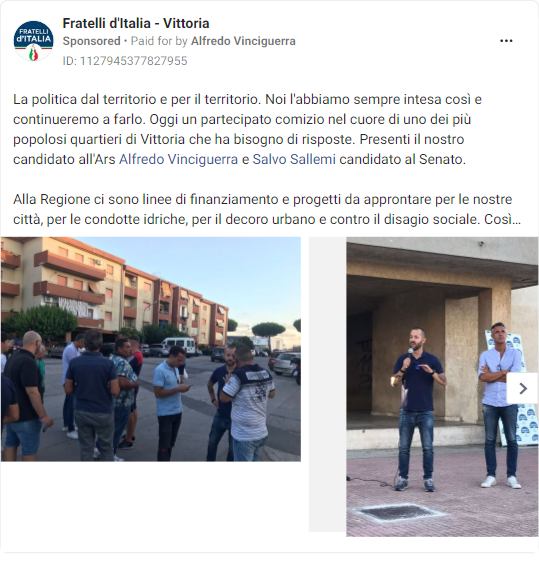 FRATELLI d'ITALIA
Fratelli d'Italia - Vittoria
Sponsored • Paid for by Alfredo Vinciguerra
ID: 1127945377827955
La politica dal territorio e per il territorio. Noi l'abbiamo sempre intesa così e
continueremo a farlo. Oggi un partecipato comizio nel cuore di uno dei più
popolosi quartieri di Vittoria che ha bisogno di risposte. Presenti il nostro
candidato all'Ars Alfredo Vinciguerra e Salvo Sallemi candidato al Senato.
Alla Regione ci sono linee di finanziamento e progetti da approntare per le nostre
città, per le condotte idriche, per il decoro urbano e contro il disagio sociale. Così...